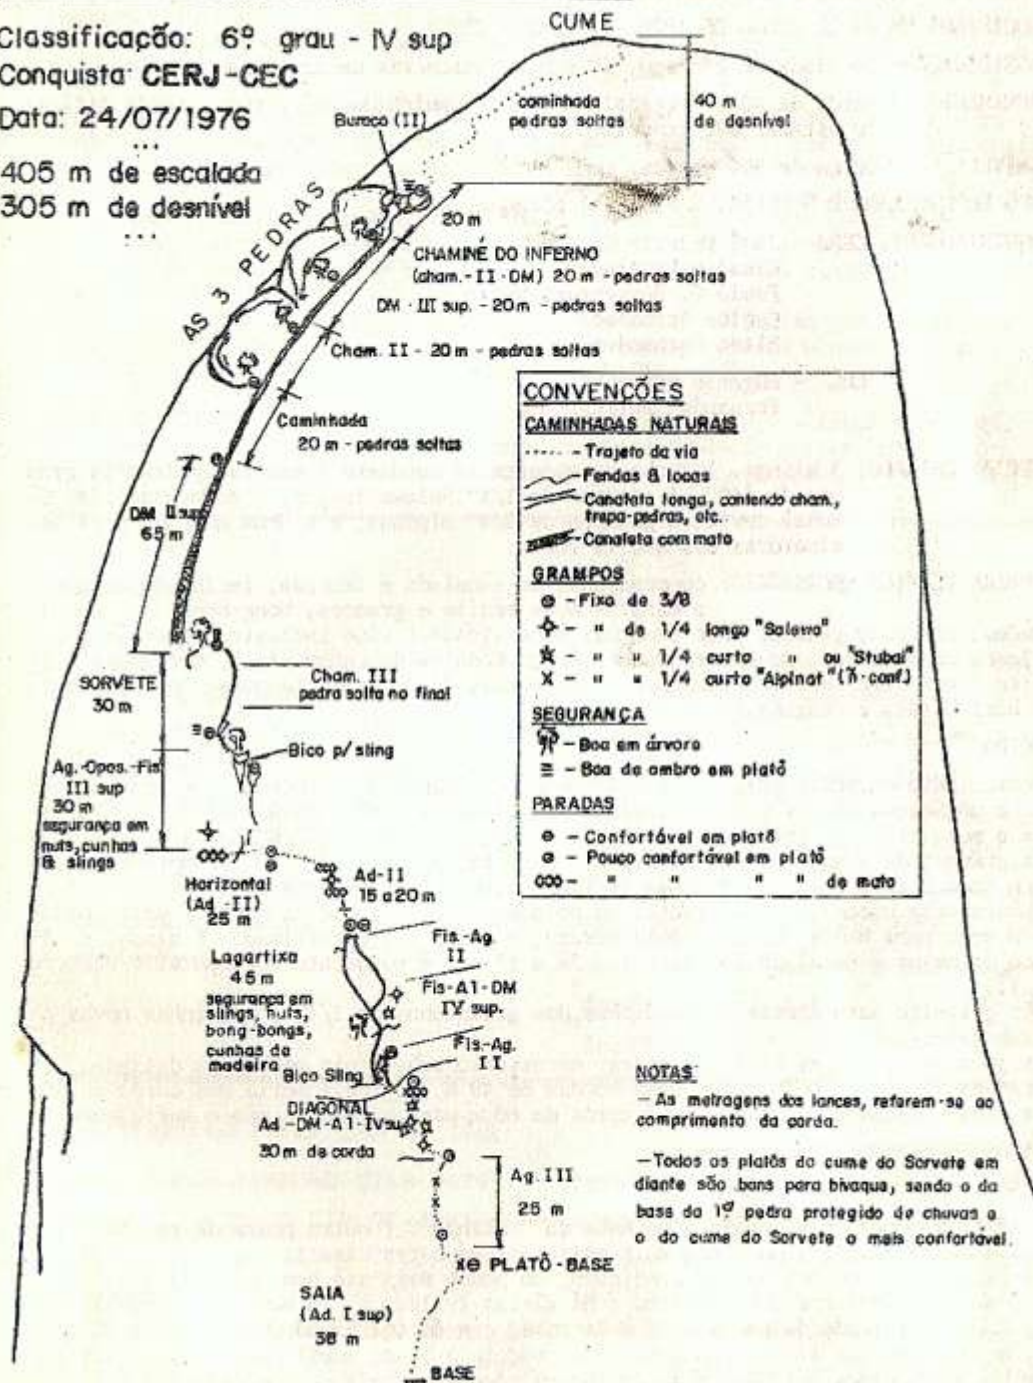 Classificação: 6º grau - IV sup
Conquista: CERJ-CEC
Data: 24/07/1976
...
405 m de escalada
305 m de desnível
...
CUME
caminhada
pedras soltas
40 m
de desnível
Buraco (II)
AS 3 PEDRAS
20 m
CHAMINÉ DO INFERNO
(cham.-II-DM) 20 m - pedras soltas
DM - III sup. - 20 m - pedras soltas
Cham. II - 20 m - pedras soltas
Caminhada
20 m - pedras soltas
DM II sup
65 m
SORVETE
30 m
Cham. III
pedra solta no final
Bico p/ sling
Ag.-Opos.-Fis
III sup
30 m
segurança em
nuts, cunhas
& slings
Horizontal
(Ad - II)
25 m
Ad-II
15 a 20 m
Lagartixa
45 m
segurança em
slings, nuts,
bong-bongs,
cunhas de
madeira
Fis.-Ag.
II
Fis-A1-DM
IV sup.
Fis.-Ag.
II
Bico Sling
DIAGONAL
Ad.-DM-A1-IV su
30 m de corda
Ag. III
25 m
PLATÔ-BASE
SAIA
(Ad. I sup)
38 m
BASE
CONVENÇÕES
CAMINHADAS NATURAIS
- Trajeto da via
- Fendas & lacas
- Canaleta longa, contendo cham.,
trepa-pedras, etc.
- Canaleta com mato
GRAMPOS
- Fixo de 3/8
- " de 1/4 longo "Salewa"
- " " 1/4 curto " ou "Stubai"
- " " 1/4 curto "Alpinat" (ñ-conf.)
SEGURANÇA
- Boa em árvore
- Boa de ombro em platô
PARADAS
- Confortável em platô
- Pouco confortável em platô
- " " " " de mato
NOTAS
- As metragens dos lances, referem-se ao
comprimento da corda.
- Todos os platôs do cume do Sorvete em
diante são bons para bivaque, sendo o da
base da 1ª pedra protegido de chuvas e
o do cume do Sorvete o mais confortável.